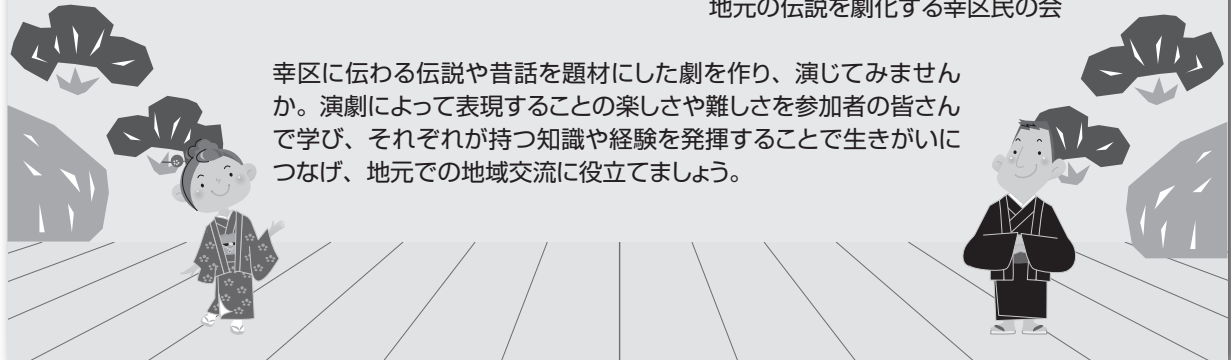 地元の伝説を劇化する幸区民の会
幸区に伝わる伝説や昔話を題材にした劇を作り、演じてみません
か。演劇によって表現することの楽しさや難しさを参加者の皆さん
で学び、それぞれが持つ知識や経験を発揮することで生きがいに
つなげ、地元での地域交流に役立てましょう。